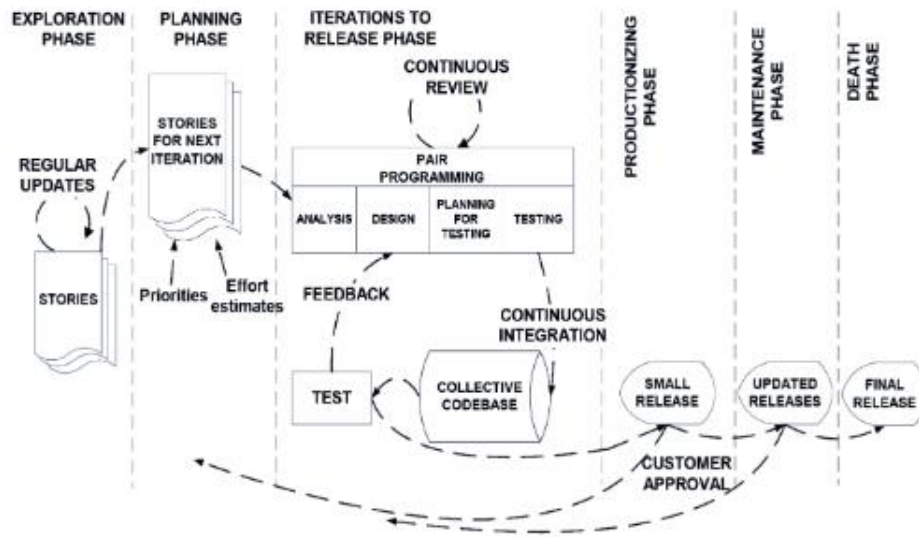 EXPLORATION
PHASE
PLANNING
PHASE
ITERATIONS TO
RELEASE PHASE
PRODUCTIONIZING
PHASE
MAINTENANCE
PHASE
DEATH
PHASE
CONTINUOUS
REVIEW
STORIES
FOR NEXT
ITERATION
REGULAR
UPDATES
PAIR
PROGRAMMING
ANALYSIS
DESIGN
PLANNING
FOR
TESTING
TESTING
STORIES
Priorities
Effort
estimates
FEEDBACK
CONTINUOUS
INTEGRATION
TEST
COLLECTIVE
CODEBASE
SMALL
RELEASE
UPDATED
RELEASES
FINAL
RELEASE
CUSTOMER
APPROVAL